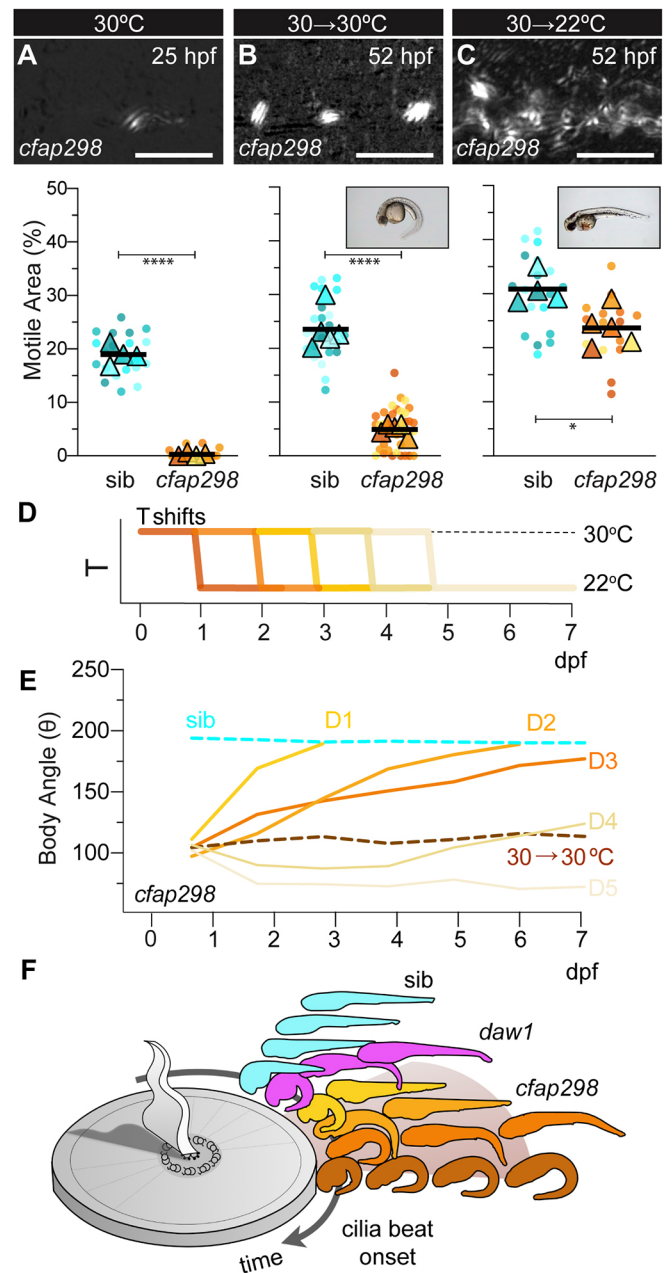 30ºC
30→30ºC
30→22ºC
A
25 hpf
cfap298
B
52 hpf
cfap298
C
52 hpf
cfap298
Motile Area (%)
50
40
30
20
10
0
****
sib
cfap298
****
sib
cfap298
*
sib
cfap298
D
T shifts
30ºC
T
22ºC
0 1 2 3 4 5 6 7
dpf
E
Body Angle (θ)
250
200
150
100
sib
D1
D2
D3
D4
30→30ºC
D5
cfap298
0 1 2 3 4 5 6 7
dpf
F
sib
daw1
cfap298
time
cilia beat
onset